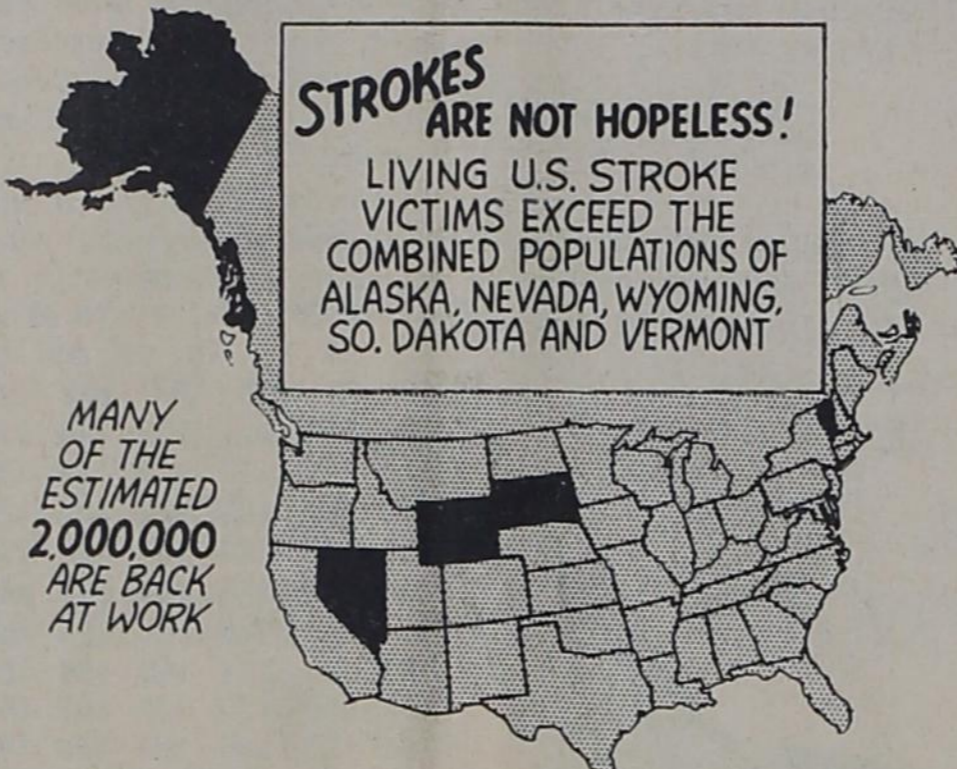 STROKES
ARE NOT HOPELESS!
LIVING U.S. STROKE
VICTIMS EXCEED THE
COMBINED POPULATIONS OF
ALASKA, NEVADA, WYOMING,
SO. DAKOTA AND VERMONT
MANY
OF THE
ESTIMATED
2,000,000
ARE BACK
AT WORK